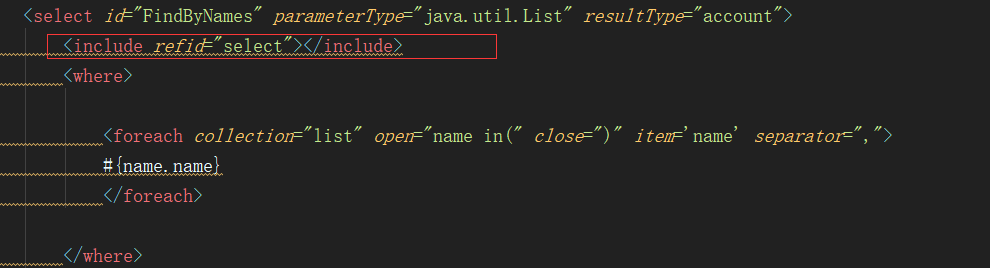 <select id="FindByNames" parameterType="java.util.List" resultType="account">
<include refid="select"></include>
<where>
<foreach collection="list" open="name in(" close=")" item='name' separator=",">
#{name.name}
</foreach>
</where>